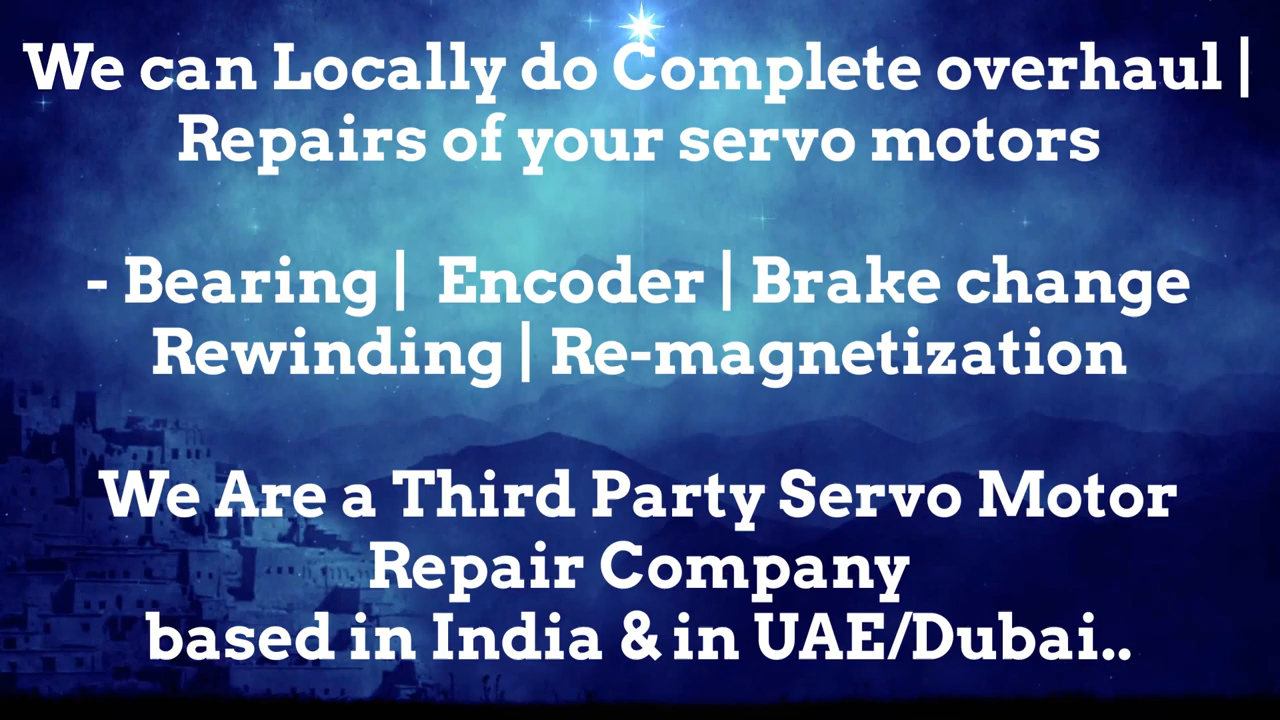 We can Locally do Complete overhaul |
Repairs of your servo motors
- Bearing | Encoder | Brake change
Rewinding | Re-magnetization
We Are a Third Party Servo Motor
Repair Company
based in India & in UAE/Dubai..